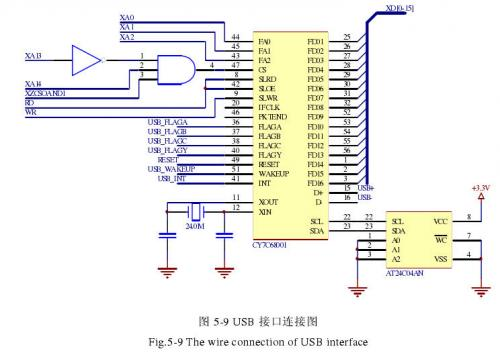 XD[0-15]
XA0
XA1
XA2
XA13
XA14
XZCSOAND1
RD
WR
1
2
3
4
44 FA0 FD01 25
45 FA1 FD02 26
43 FA2 FD03 27
47 CS FD04 28
8 SLRD FD05 29
42 SLOE FD06 30
9 SLWR FD07 31
20 IFCLK FD08 32
46 PKTEND FD09 52
USB_FLAGA 36 FLAGA FD10 53
USB_FLAGB 37 FLAGB FD11 54
USB_FLAGC 38 FLAGC FD12 55
USB_FLAGY 40 FLAGY FD13 56
RESET 49 RESET FD14 1
USB_WAKEUP 51 WAKEUP FD15 2
USB_INT 41 INT FD16 3
D+ 15 USB+
11 XOUT D- 16 USB-
12 XIN
24.0M
SCL 22 22 SCL VCC 8 +3.3V
SDA 23 23 SDA
1 A0 WC 7
2 A1
3 A2 VSS 4
CY7C68001
AT24C04AN
图 5-9 USB 接口连接图
Fig.5-9 The wire connection of USB interface